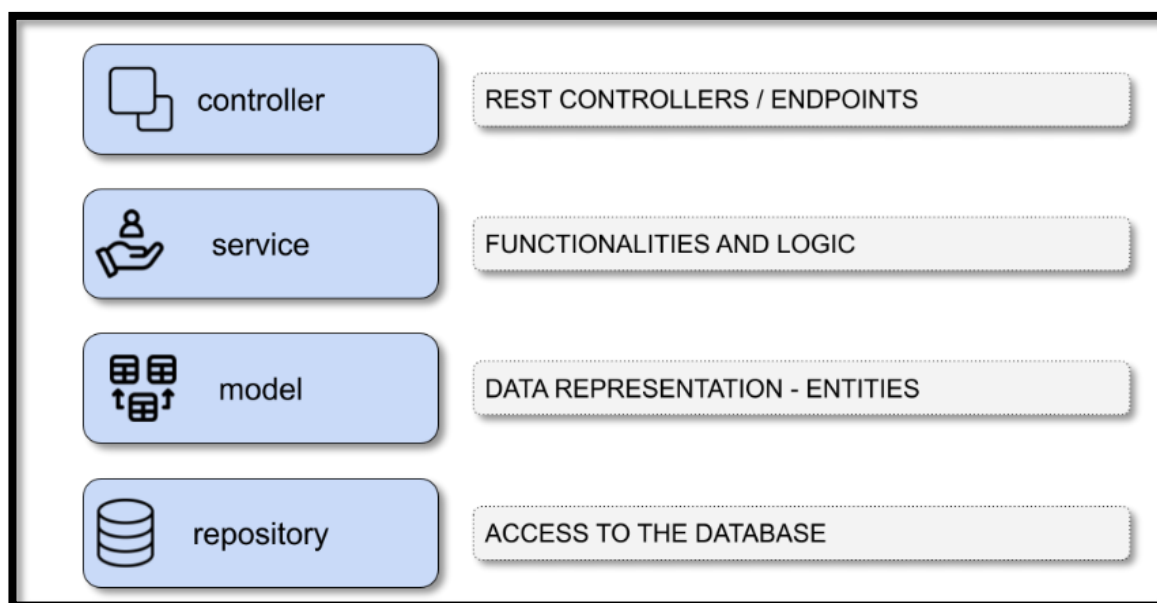 controller
REST CONTROLLERS / ENDPOINTS
service
FUNCTIONALITIES AND LOGIC
model
DATA REPRESENTATION - ENTITIES
repository
ACCESS TO THE DATABASE